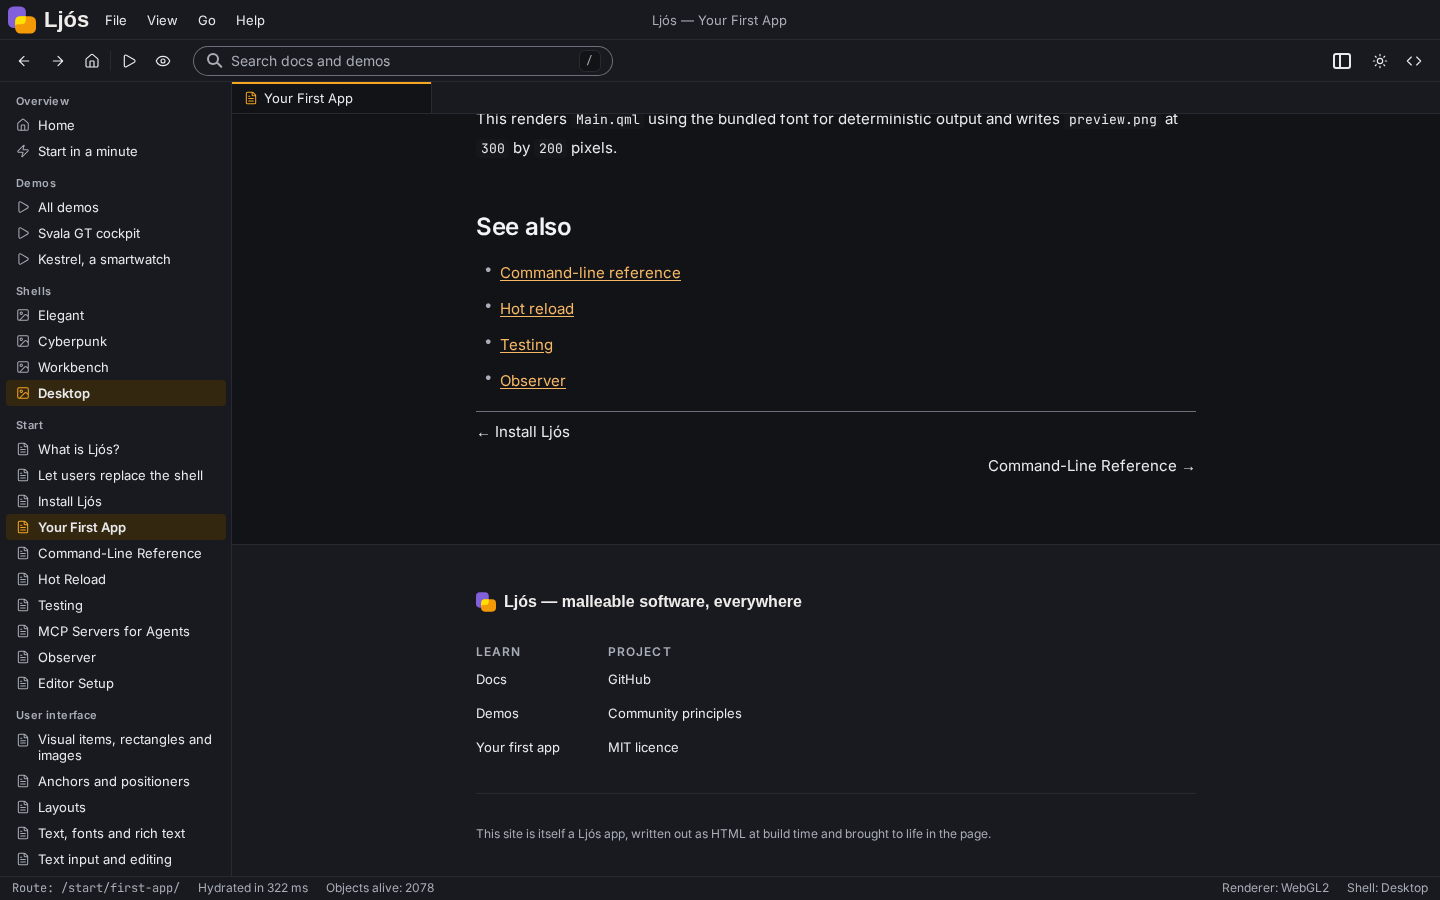 Ljós File View Go Help Ljós — Your First App
Search docs and demos /
Overview
Home
Start in a minute
Demos
All demos
Svala GT cockpit
Kestrel, a smartwatch
Shells
Elegant
Cyberpunk
Workbench
Desktop
Start
What is Ljós?
Let users replace the shell
Install Ljós
Your First App
Command-Line Reference
Hot Reload
Testing
MCP Servers for Agents
Observer
Editor Setup
User interface
Visual items, rectangles and
images
Anchors and positioners
Layouts
Text, fonts and rich text
Text input and editing
Your First App
This renders Main.qml using the bundled font for deterministic output and writes preview.png at
300 by 200 pixels.
See also
• Command-line reference
• Hot reload
• Testing
• Observer
← Install Ljós
Command-Line Reference →
Ljós — malleable software, everywhere
LEARN PROJECT
Docs GitHub
Demos Community principles
Your first app MIT licence
This site is itself a Ljós app, written out as HTML at build time and brought to life in the page.
Route: /start/first-app/ Hydrated in 322 ms Objects alive: 2078 Renderer: WebGL2 Shell: Desktop